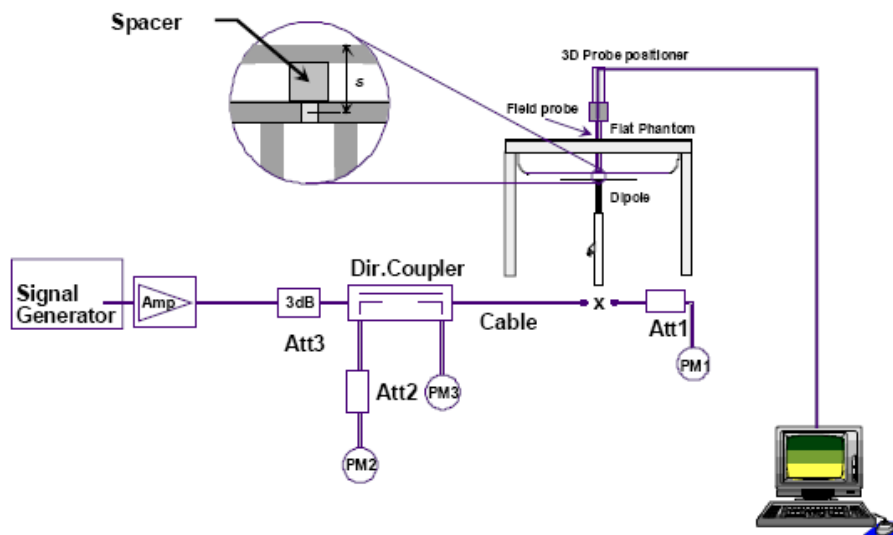 Spacer
s
3D Probe positioner
Field probe
Flat Phantom
Dipole
Signal
Generator
Amp
3dB
Att3
Dir.Coupler
Cable
x
Att1
PM1
Att2
PM3
PM2